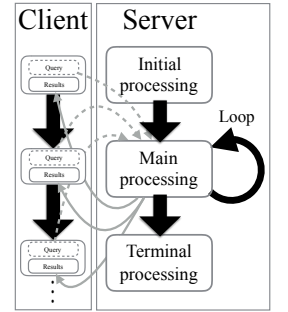 Client
Server
Query
Results
Query
Results
Query
Results
Initial
processing
Loop
Main
processing
Terminal
processing